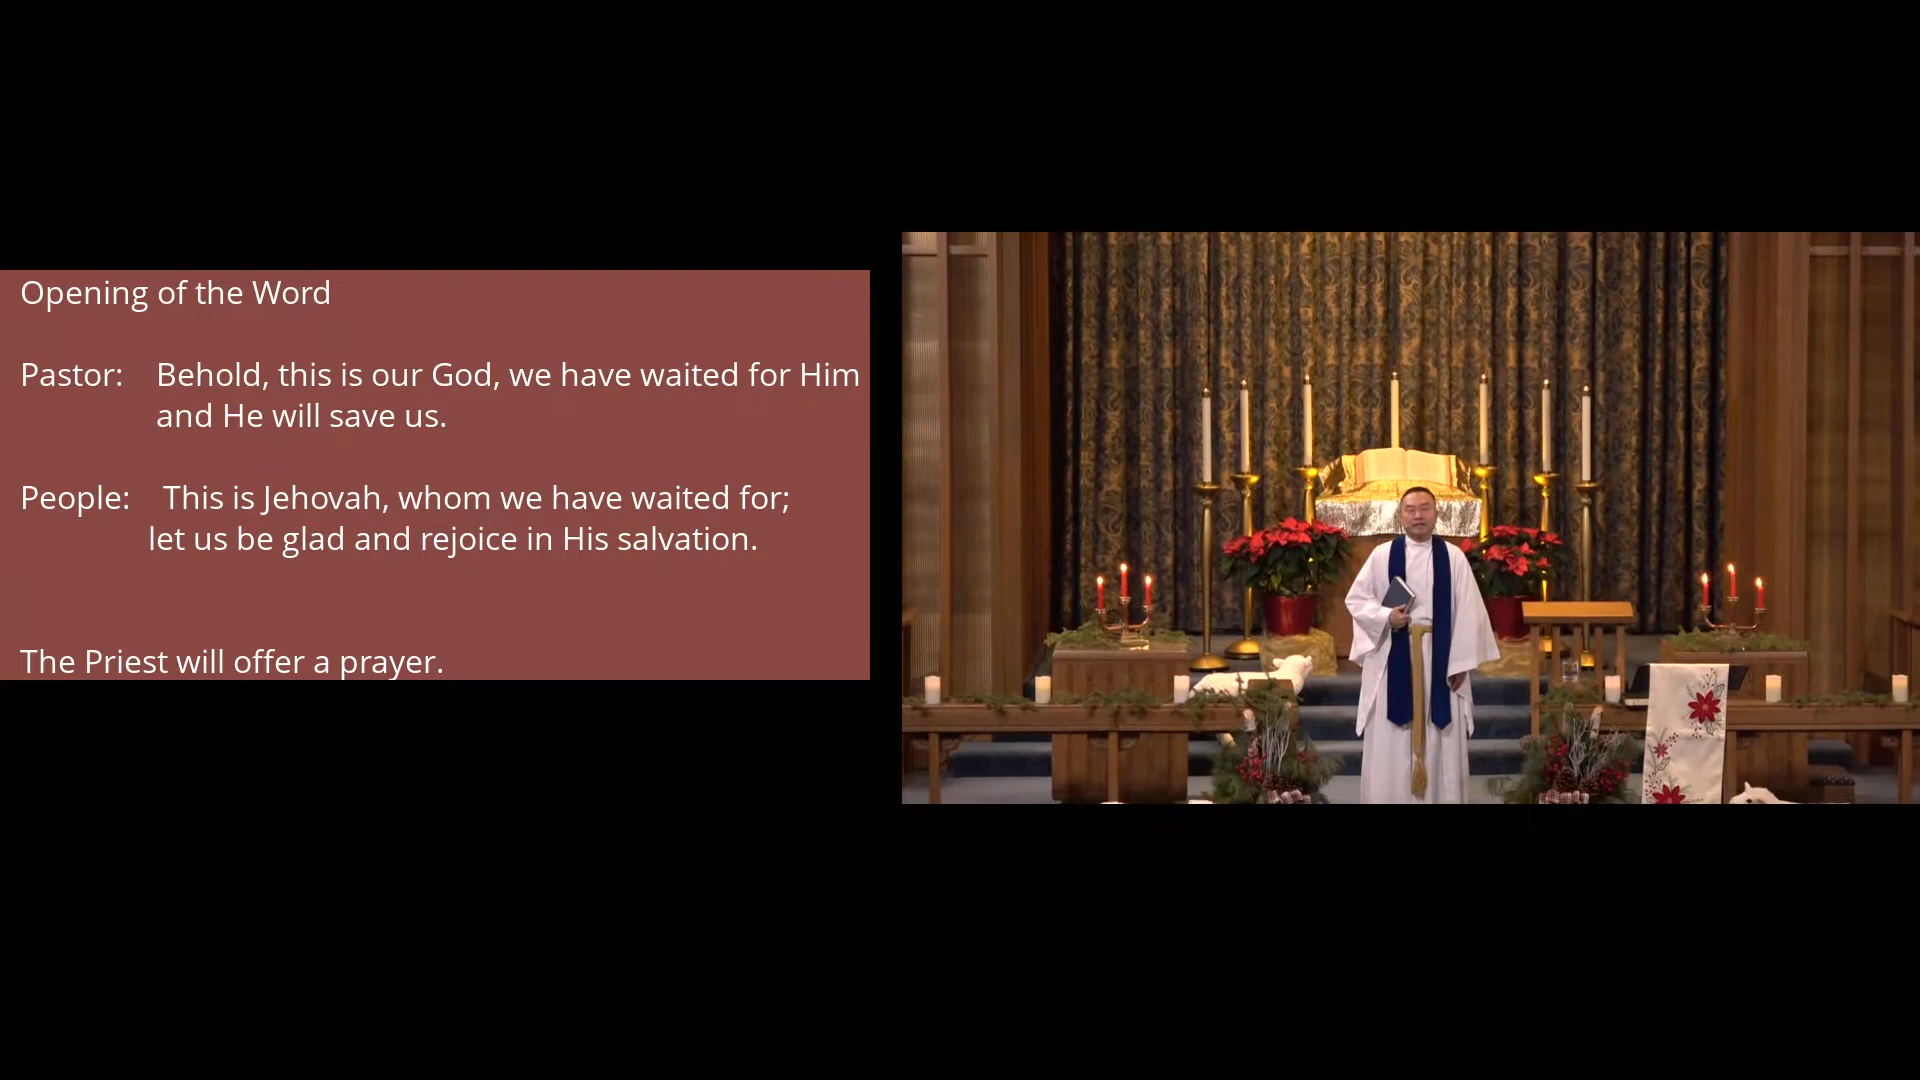 Opening of the Word
Pastor: Behold, this is our God, we have waited for Him
and He will save us.
People: This is Jehovah, whom we have waited for;
let us be glad and rejoice in His salvation.
The Priest will offer a prayer.